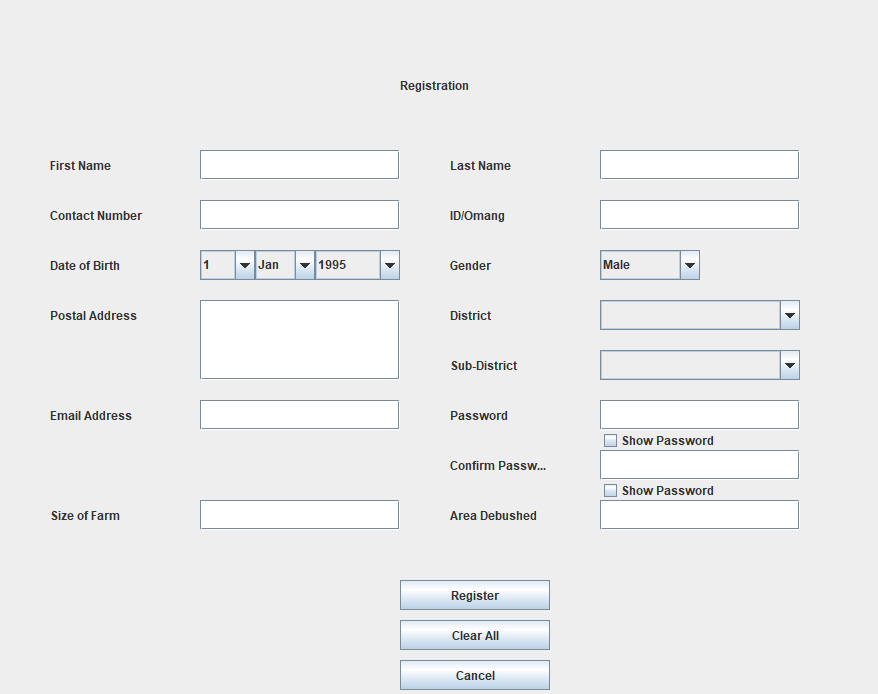 Registration
First Name
Last Name
Contact Number
ID/Omang
Date of Birth
1
Jan
1995
Gender
Male
Postal Address
District
Sub-District
Email Address
Password
Show Password
Confirm Passw...
Show Password
Size of Farm
Area Debushed
Register
Clear All
Cancel